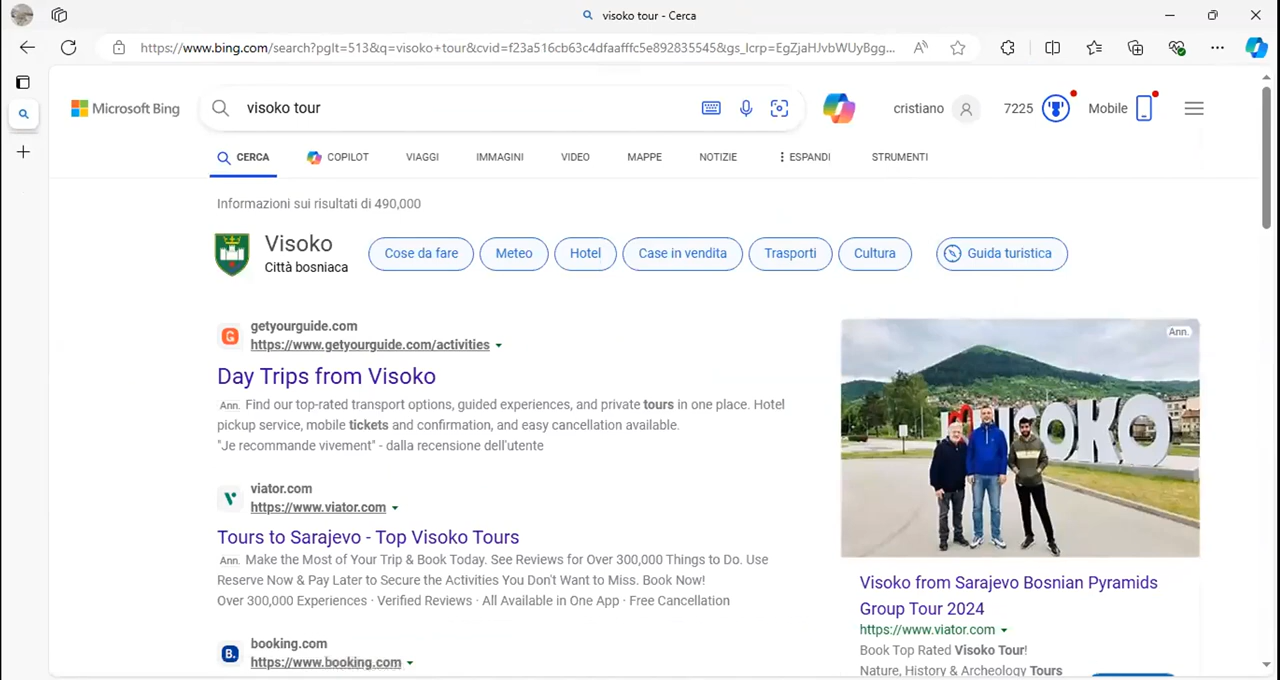 visoko tour - Cerca
https://www.bing.com/search?pglt=513&q=visoko+tour&cvid=f23a516cb63c4dfaafffc5e892835545&gs_lcrp=EgZjaHJvbWUyBgg...
Microsoft Bing
visoko tour
cristiano
7225
Mobile
CERCA
COPILOT
VIAGGI
IMMAGINI
VIDEO
MAPPE
NOTIZIE
ESPANDI
STRUMENTI
Informazioni sui risultati di 490,000
Visoko
Città bosniaca
Cose da fare
Meteo
Hotel
Case in vendita
Trasporti
Cultura
Guida turistica
getyourguide.com
https://www.getyourguide.com/activities
Day Trips from Visoko
Ann. Find our top-rated transport options, guided experiences, and private tours in one place. Hotel
pickup service, mobile tickets and confirmation, and easy cancellation available.
"Je recommande vivement" - dalla recensione dell'utente
viator.com
https://www.viator.com
Tours to Sarajevo - Top Visoko Tours
Ann. Make the Most of Your Trip & Book Today. See Reviews for Over 300,000 Things to Do. Use
Reserve Now & Pay Later to Secure the Activities You Don't Want to Miss. Book Now!
Over 300,000 Experiences · Verified Reviews · All Available in One App · Free Cancellation
booking.com
https://www.booking.com
Ann.
Visoko from Sarajevo Bosnian Pyramids
Group Tour 2024
https://www.viator.com
Book Top Rated Visoko Tour!
Nature, History & Archeology Tours